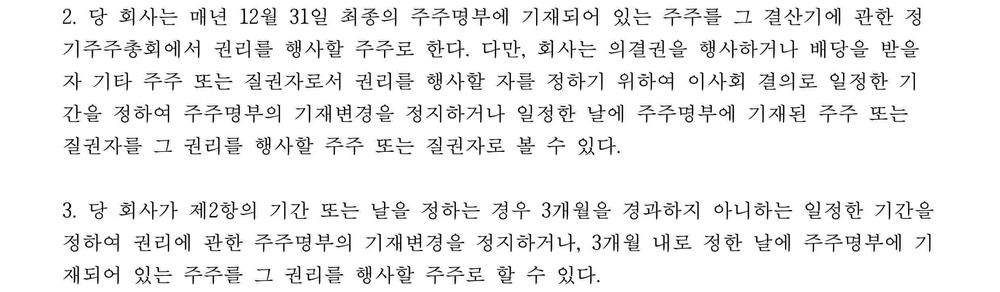 2. 당 회사는 매년 12월 31일 최종의 주주명부에 기재되어 있는 주주를 그 결산기에 관한 정
기주주총회에서 권리를 행사할 주주로 한다. 다만, 회사는 의결권을 행사하거나 배당을 받을
자 기타 주주 또는 질권자로서 권리를 행사할 자를 정하기 위하여 이사회 결의로 일정한 기
간을 정하여 주주명부의 기재변경을 정지하거나 일정한 날에 주주명부에 기재된 주주 또는
질권자를 그 권리를 행사할 주주 또는 질권자로 볼 수 있다.
3. 당 회사가 제2항의 기간 또는 날을 정하는 경우 3개월을 경과하지 아니하는 일정한 기간을
정하여 권리에 관한 주주명부의 기재변경을 정지하거나, 3개월 내로 정한 날에 주주명부에 기
재되어 있는 주주를 그 권리를 행사할 주주로 할 수 있다.